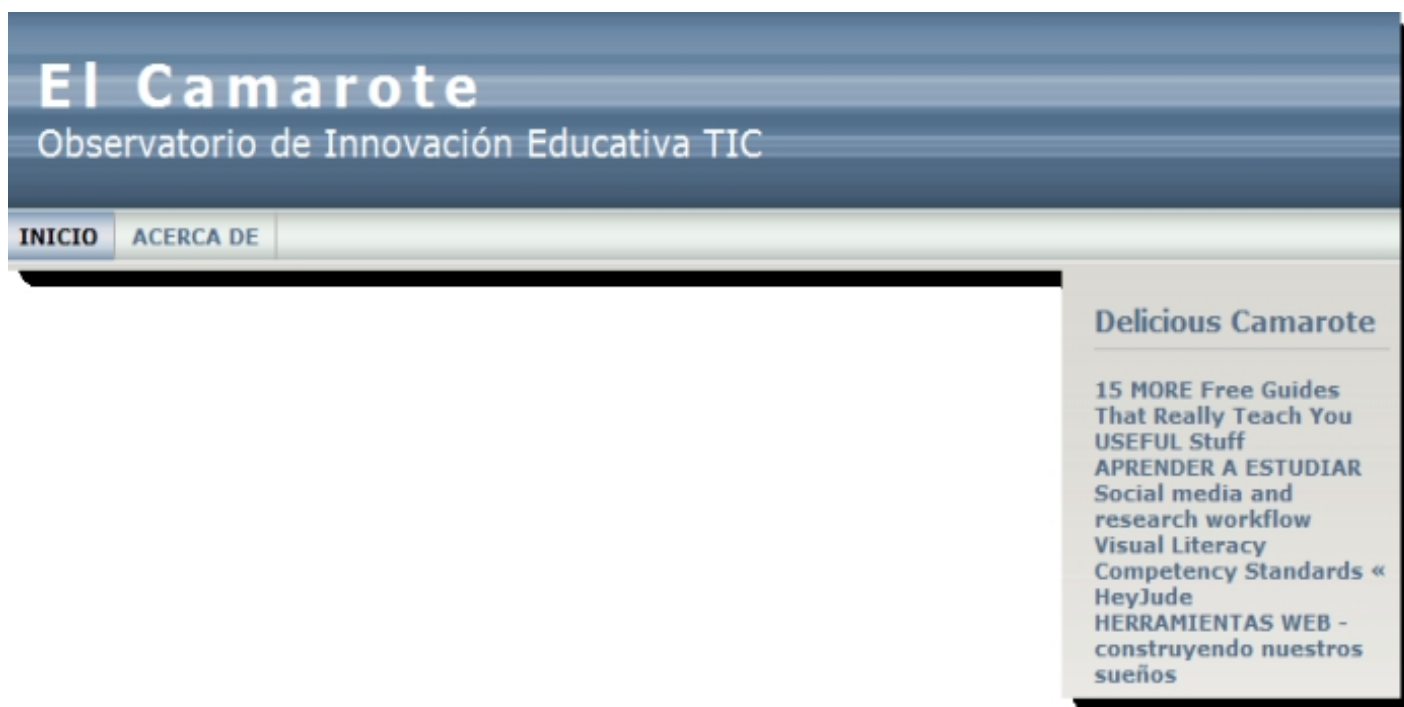 El Camarote
Observatorio de Innovación Educativa TIC
INICIO ACERCA DE
Delicious Camarote
15 MORE Free Guides
That Really Teach You
USEFUL Stuff
APRENDER A ESTUDIAR
Social media and
research workflow
Visual Literacy
Competency Standards «
HeyJude
HERRAMIENTAS WEB -
construyendo nuestros
sueños